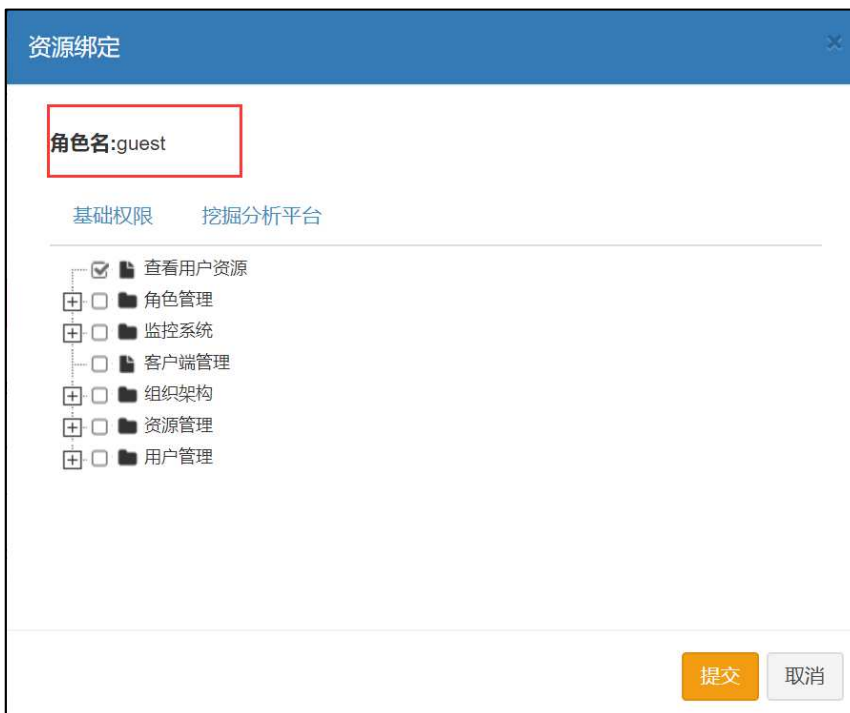 资源绑定
角色名:guest
基础权限 挖掘分析平台
查看用户资源
角色管理
监控系统
客户端管理
组织架构
资源管理
用户管理
提交 取消